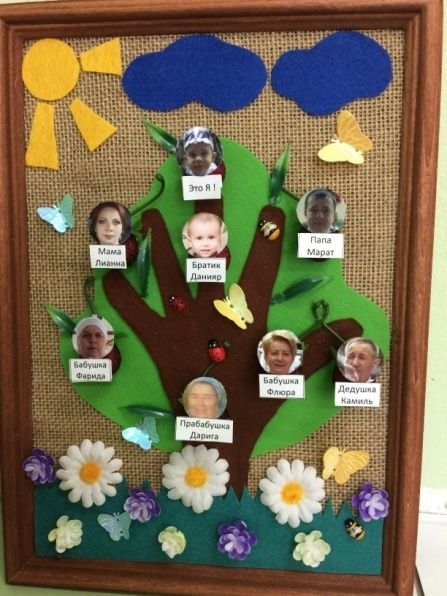 Это Я !
Мама
Лианна
Братик
Данияр
Папа
Марат
Бабушка
Фарида
Бабушка
Флюра
Дедушка
Камиль
Прабабушка
Дарига